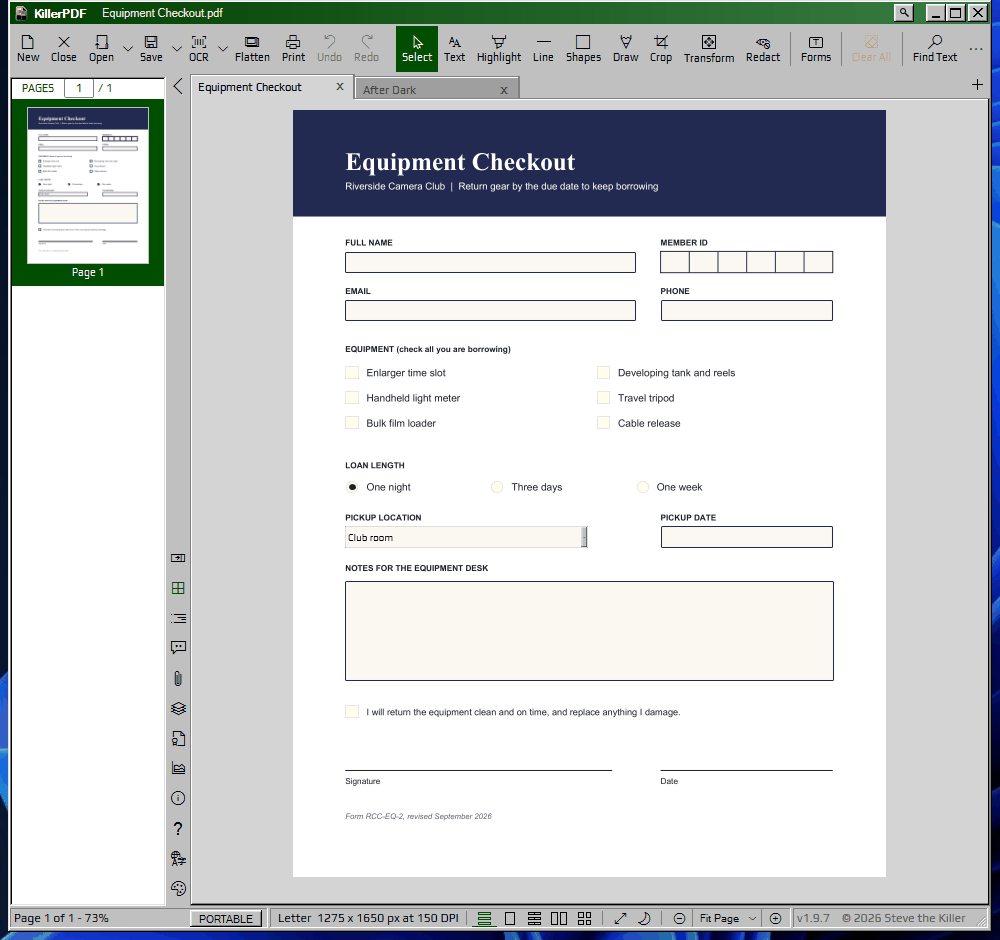 KillerPDF Equipment Checkout.pdf
New Close Open Save OCR Flatten Print Undo Redo Select Text Highlight Line Shapes Draw Crop Transform Redact Forms Clear All Find Text
PAGES 1 / 1
Equipment Checkout x After Dark x
Page 1
Equipment Checkout
Riverside Camera Club | Return gear by the due date to keep borrowing
FULL NAME MEMBER ID
EMAIL PHONE
EQUIPMENT (check all you are borrowing)
Enlarger time slot Developing tank and reels
Handheld light meter Travel tripod
Bulk film loader Cable release
LOAN LENGTH
One night Three days One week
PICKUP LOCATION PICKUP DATE
Club room
NOTES FOR THE EQUIPMENT DESK
I will return the equipment clean and on time, and replace anything I damage.
Signature Date
Form RCC-EQ-2, revised September 2026
Page 1 of 1 - 73% PORTABLE Letter 1275 x 1650 px at 150 DPI Fit Page v1.9.7 © 2026 Steve the Killer